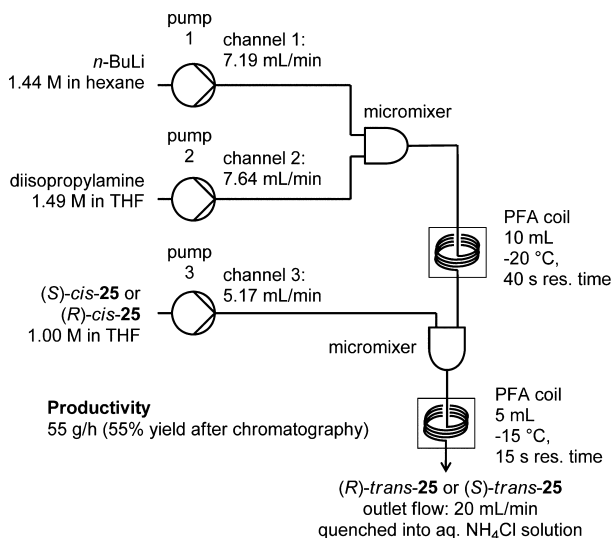 pump
1
channel 1:
7.19 mL/min
n-BuLi
1.44 M in hexane
micromixer
pump
2
channel 2:
7.64 mL/min
diisopropylamine
1.49 M in THF
PFA coil
10 mL
-20 °C,
40 s res. time
pump
3
channel 3:
5.17 mL/min
(S)-cis-25 or
(R)-cis-25
1.00 M in THF
micromixer
PFA coil
5 mL
-15 °C,
15 s res. time
Productivity
55 g/h (55% yield after chromatography)
(R)-trans-25 or (S)-trans-25
outlet flow: 20 mL/min
quenched into aq. NH₄Cl solution